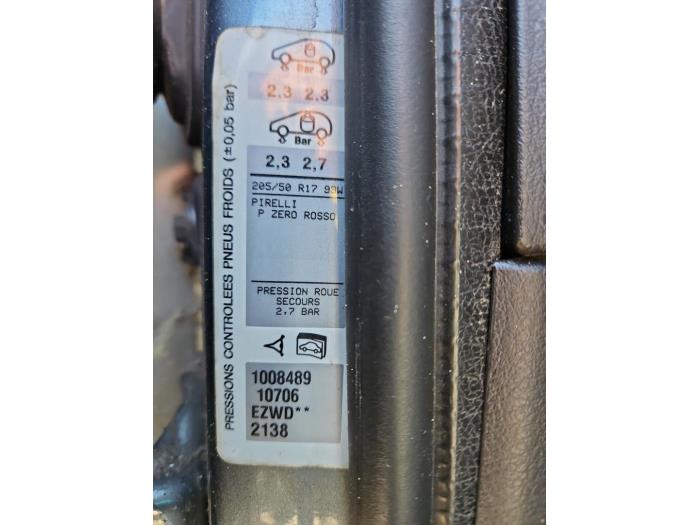 PRESSIONS CONTROLEES PNEUS FROIDS (±0,05 bar)
Bar
2,3 2,3
Bar
2,3 2,7
205/50 R17 93W
PIRELLI
P ZERO ROSSO
PRESSION ROUE
SECOURS
2,7 BAR
1008489
10706
EZWD**
2138